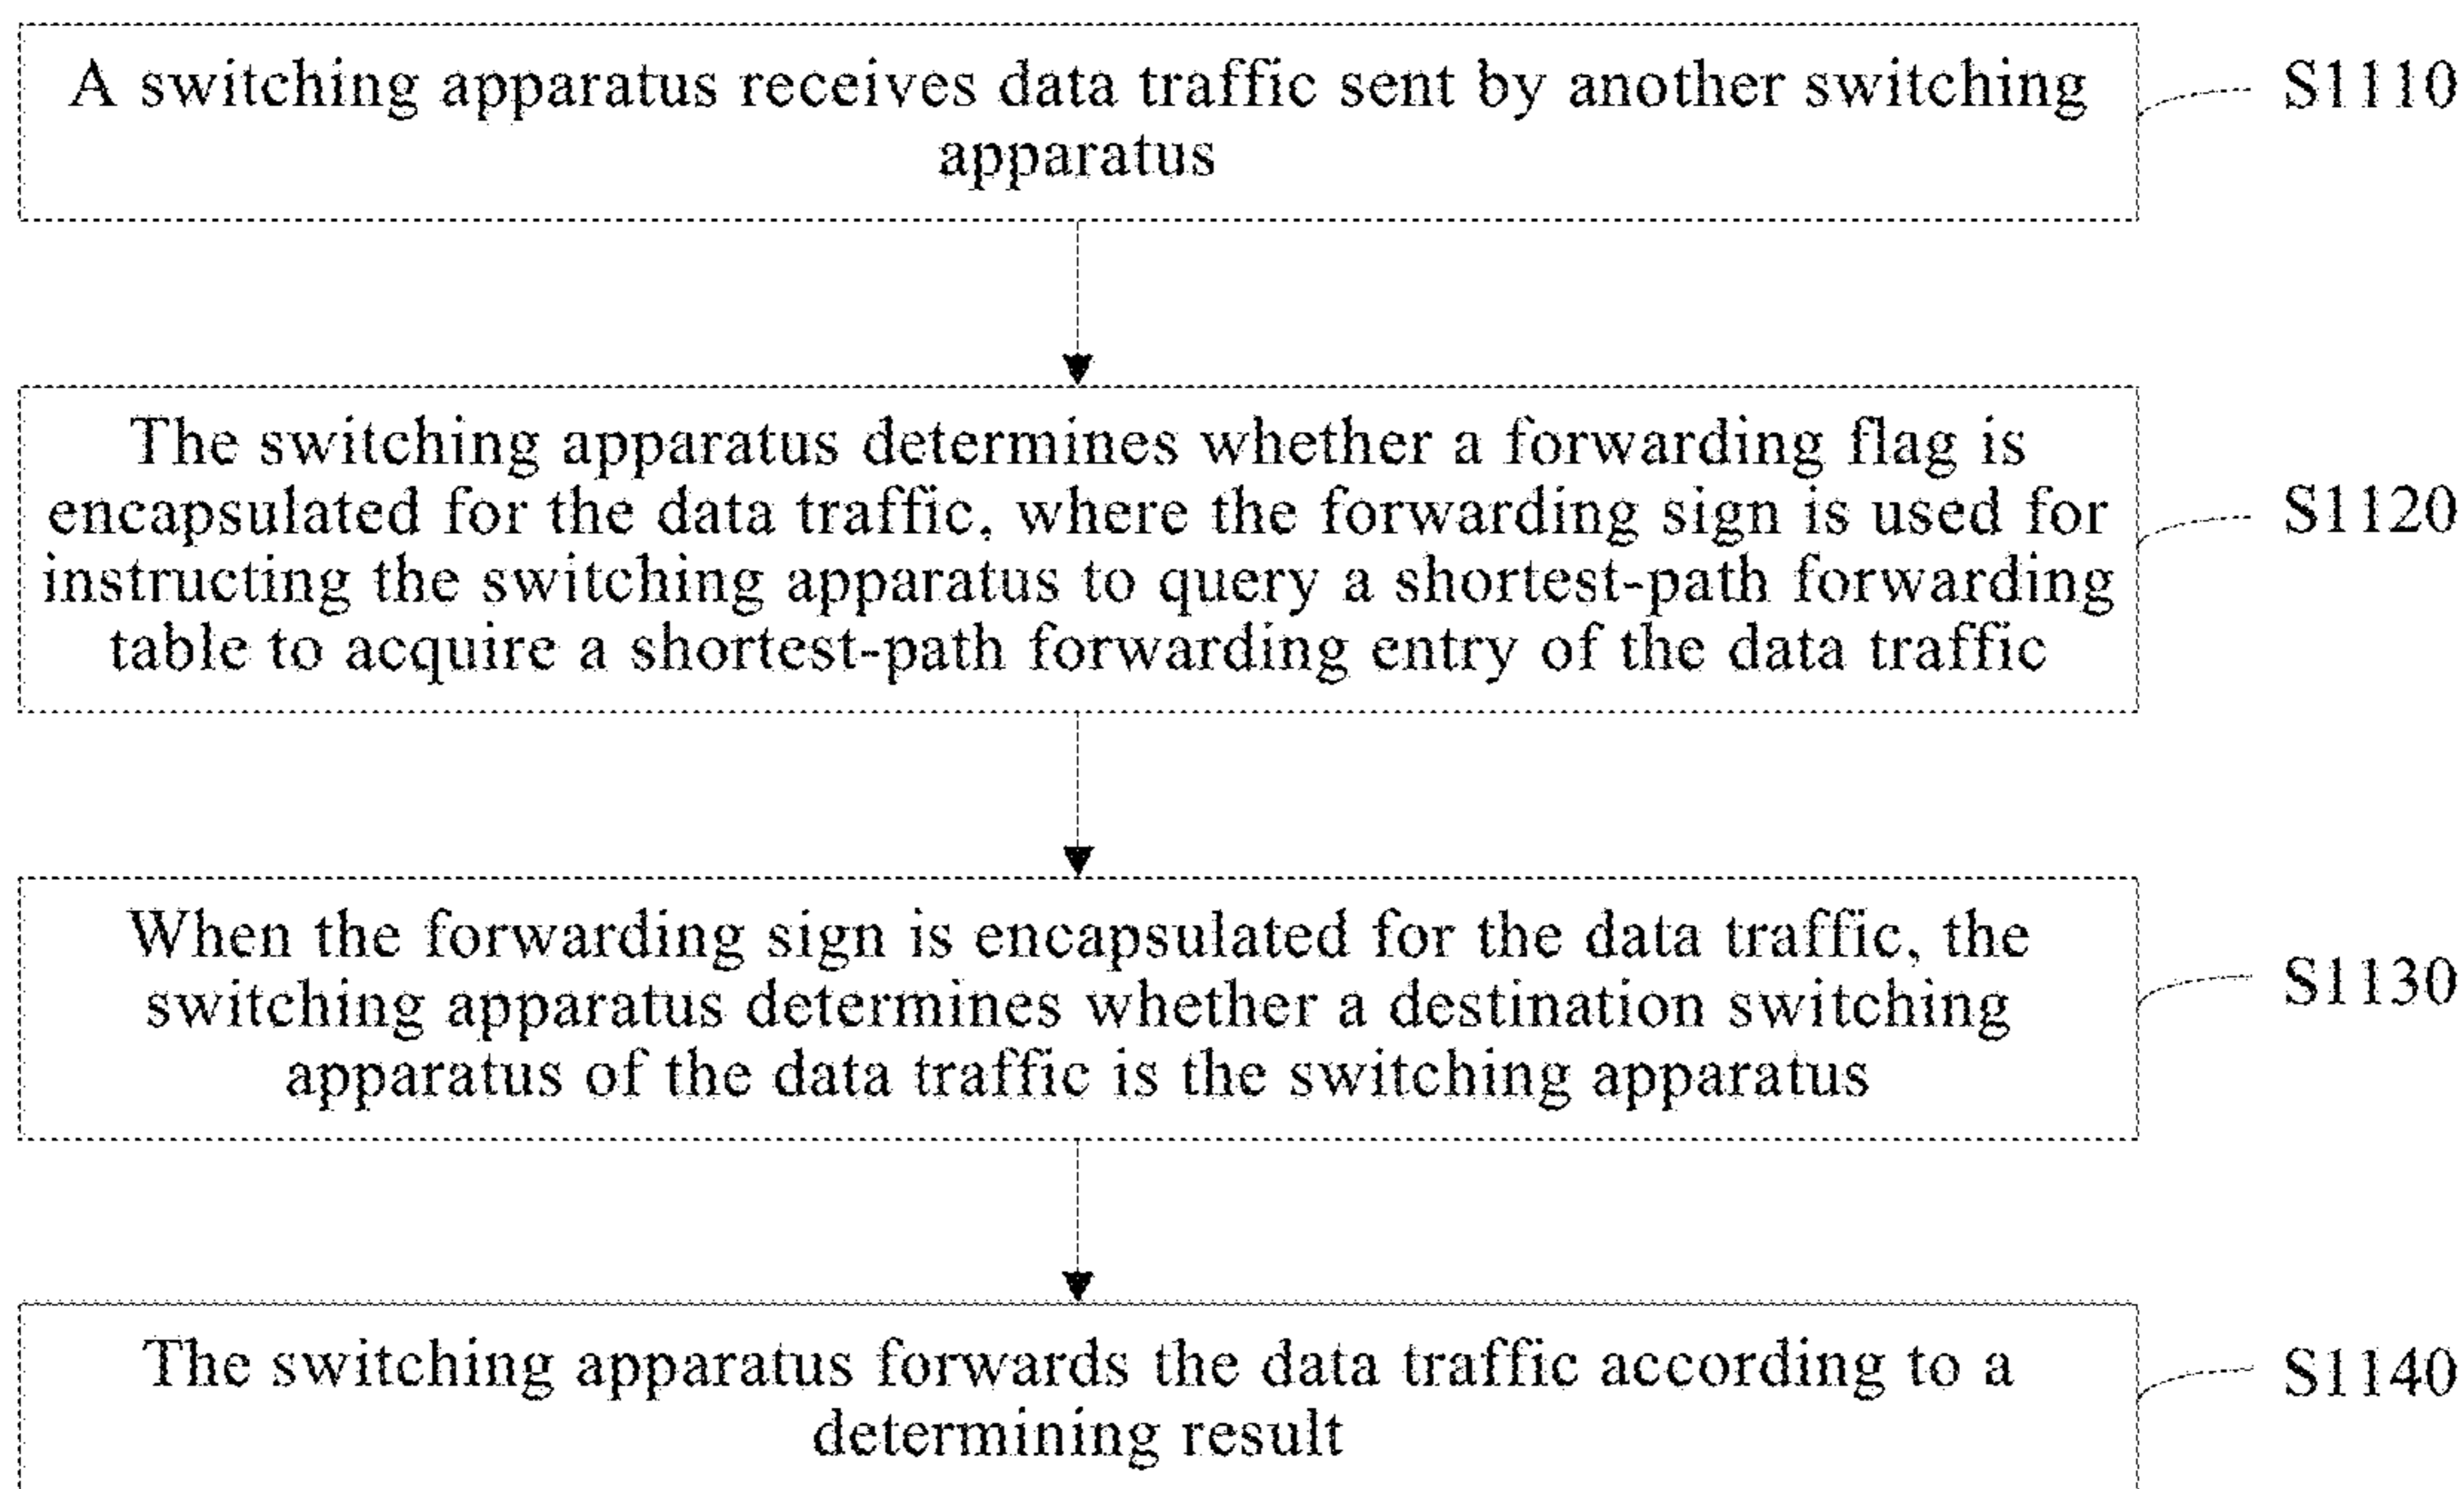 A switching apparatus receives data traffic sent by another switching
apparatus
S1110
The switching apparatus determines whether a forwarding flag is
encapsulated for the data traffic, where the forwarding sign is used for
instructing the switching apparatus to query a shortest-path forwarding
table to acquire a shortest-path forwarding entry of the data traffic
S1120
When the forwarding sign is encapsulated for the data traffic, the
switching apparatus determines whether a destination switching
apparatus of the data traffic is the switching apparatus
S1130
The switching apparatus forwards the data traffic according to a
determining result
S1140